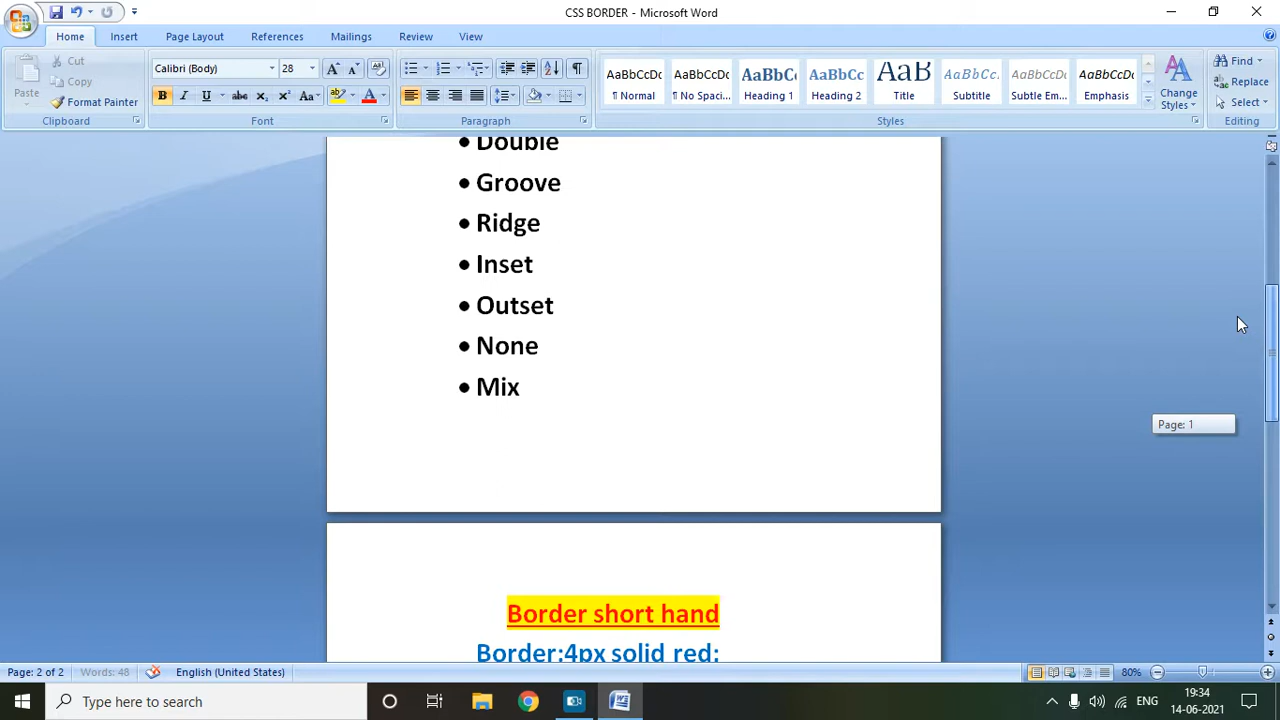 CSS BORDER - Microsoft Word
Home Insert Page Layout References Mailings Review View
Paste Cut Copy Format Painter Clipboard
Calibri (Body) 28 Font
Paragraph
AaBbCcDc ¶ Normal
AaBbCcDc ¶ No Spaci...
AaBbCc Heading 1
AaBbCc Heading 2
AaB Title
AaBbCc. Subtitle
AaBbCcDc Subtle Em...
AaBbCcDc Emphasis
Change Styles
Styles
Find
Replace
Select
Editing
• Double
• Groove
• Ridge
• Inset
• Outset
• None
• Mix
Page: 1
Border short hand
Border:4px solid red;
Page: 2 of 2 Words: 48 English (United States) 80%
Type here to search
ENG 19:34
14-06-2021